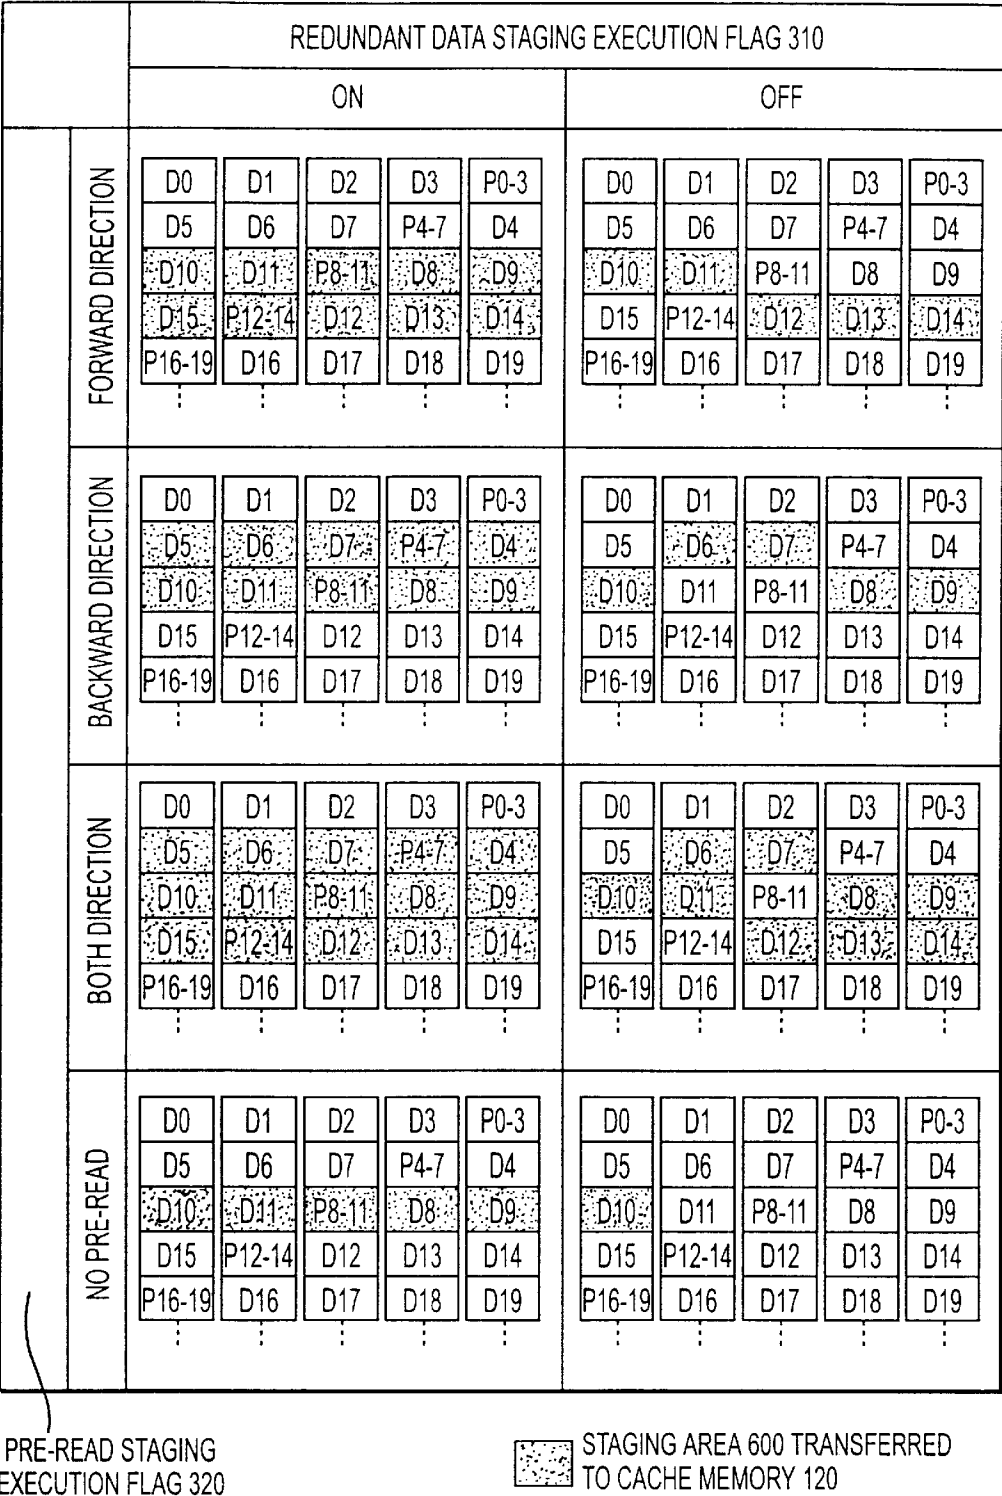 REDUNDANT DATA STAGING EXECUTION FLAG 310
ON OFF
FORWARD DIRECTION
D0 D1 D2 D3 P0-3 D0 D1 D2 D3 P0-3
D5 D6 D7 P4-7 D4 D5 D6 D7 P4-7 D4
D10 D11 P8-11 D8 D9 D10 D11 P8-11 D8 D9
D15 P12-14 D12 D13 D14 D15 P12-14 D12 D13 D14
P16-19 D16 D17 D18 D19 P16-19 D16 D17 D18 D19
BACKWARD DIRECTION
D0 D1 D2 D3 P0-3 D0 D1 D2 D3 P0-3
D5 D6 D7 P4-7 D4 D5 D6 D7 P4-7 D4
D10 D11 P8-11 D8 D9 D10 D11 P8-11 D8 D9
D15 P12-14 D12 D13 D14 D15 P12-14 D12 D13 D14
P16-19 D16 D17 D18 D19 P16-19 D16 D17 D18 D19
BOTH DIRECTION
D0 D1 D2 D3 P0-3 D0 D1 D2 D3 P0-3
D5 D6 D7 P4-7 D4 D5 D6 D7 P4-7 D4
D10 D11 P8-11 D8 D9 D10 D11 P8-11 D8 D9
D15 P12-14 D12 D13 D14 D15 P12-14 D12 D13 D14
P16-19 D16 D17 D18 D19 P16-19 D16 D17 D18 D19
NO PRE-READ
D0 D1 D2 D3 P0-3 D0 D1 D2 D3 P0-3
D5 D6 D7 P4-7 D4 D5 D6 D7 P4-7 D4
D10 D11 P8-11 D8 D9 D10 D11 P8-11 D8 D9
D15 P12-14 D12 D13 D14 D15 P12-14 D12 D13 D14
P16-19 D16 D17 D18 D19 P16-19 D16 D17 D18 D19
PRE-READ STAGING
EXECUTION FLAG 320
STAGING AREA 600 TRANSFERRED
TO CACHE MEMORY 120